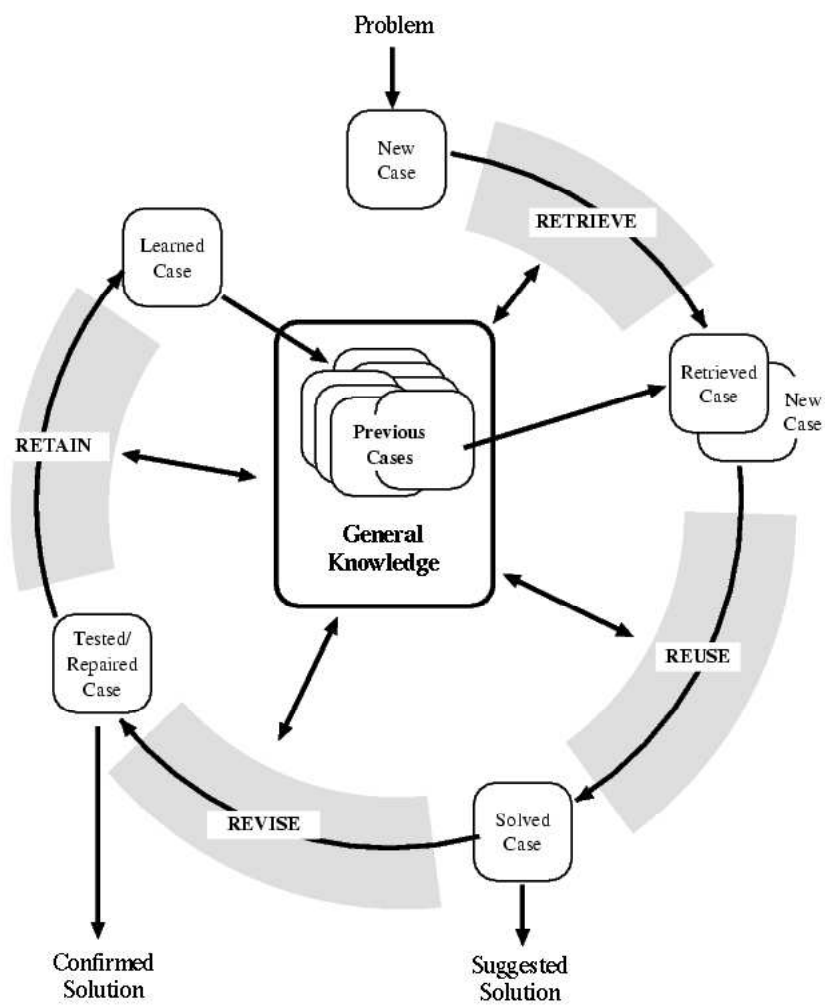 Problem
New
Case
RETRIEVE
Learned
Case
Retrieved
Case
New
Case
Previous
Cases
RETAIN
General
Knowledge
Tested/
Repaired
Case
REUSE
REVISE
Solved
Case
Confirmed
Solution
Suggested
Solution